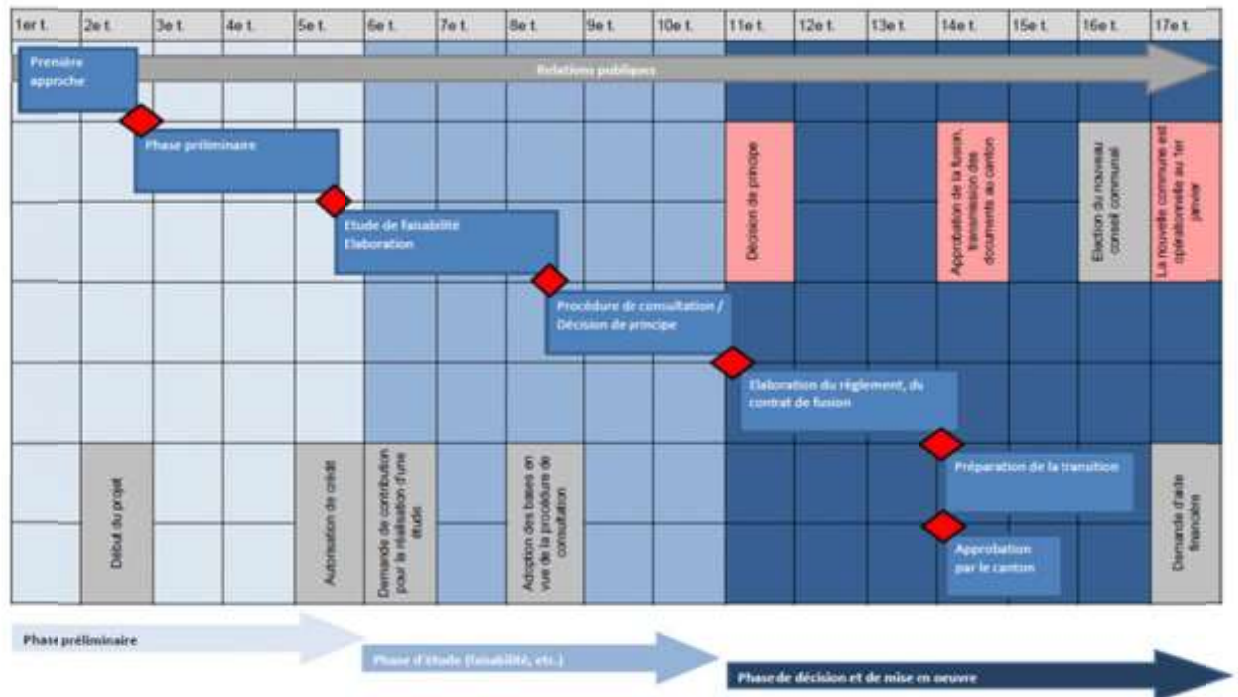 1er t. 2e t. 3e t. 4e t. 5e t. 6e t. 7e t. 8e t. 9e t. 10e t. 11e t. 12e t. 13e t. 14e t. 15e t. 16e t. 17e t.
Première
approche
Relations publiques
Phase préliminaire
Etude de faisabilité
Elaboration
Procédure de consultation /
Décision de principe
Elaboration du règlement, du
contrat de fusion
Préparation de la transition
Approbation
par le canton
Décision de principe
Approbation de la fusion,
transmission des
documents au canton
Election du nouveau
conseil communal
La nouvelle commune est
opérationnelle au 1er
janvier
Début du projet
Autorisation de crédit
Demande de contribution
pour la réalisation d'une
étude
Adoption des bases en
vue de la procédure de
consultation
Demande d'aide
financière
Phase préliminaire
Phase d'étude (faisabilité, etc.)
Phase de décision et de mise en oeuvre